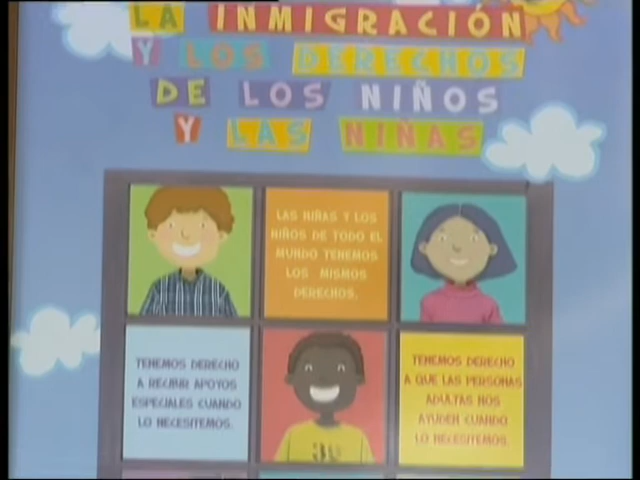 LA INMIGRACIÓN
Y LOS DERECHOS
DE LOS NIÑOS
Y LAS NIÑAS
LAS NIÑAS Y LOS
NIÑOS DE TODO EL
MUNDO TENEMOS
LOS MISMOS
DERECHOS.
TENEMOS DERECHO
A RECIBIR APOYOS
ESPECIALES CUANDO
LO NECESITEMOS.
TENEMOS DERECHO
A QUE LAS PERSONAS
ADULTAS NOS
AYUDEN CUANDO
LO NECESITEMOS.